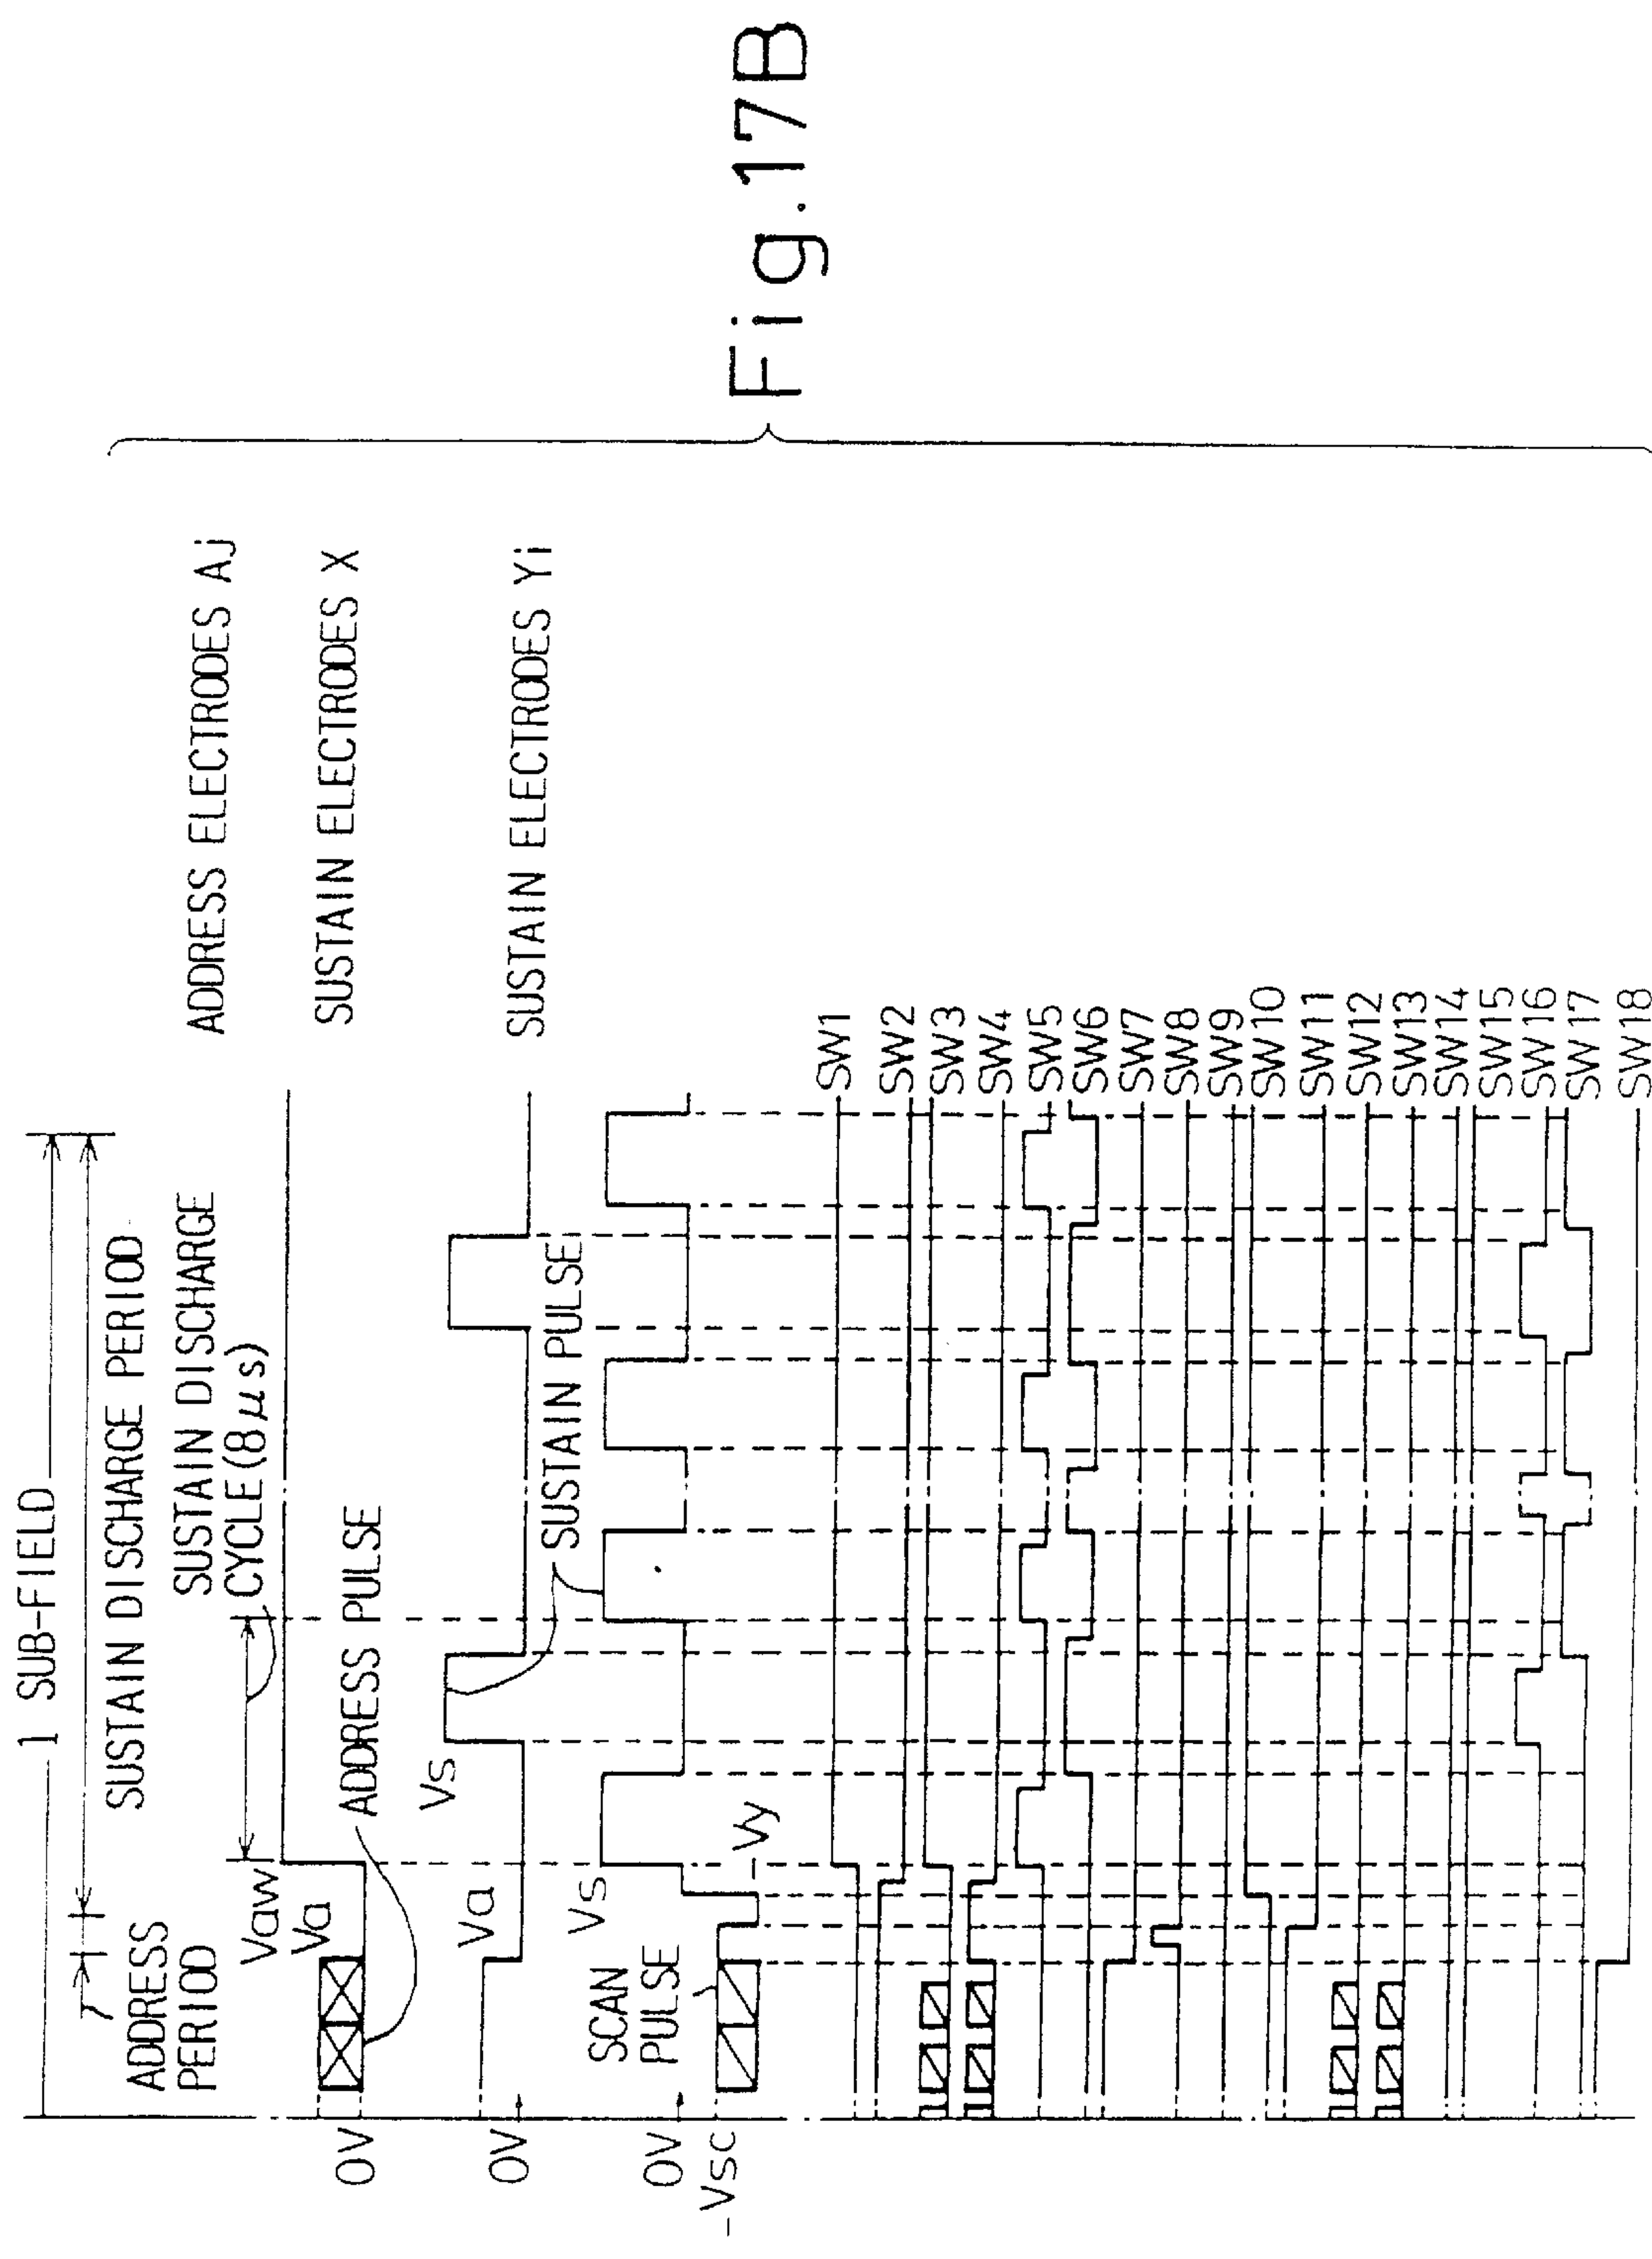 Fig.17B
1 SUB-FIELD
SUSTAIN DISCHARGE PERIOD
ADDRESS
PERIOD
SUSTAIN DISCHARGE
CYCLE(8μs)
ADDRESS ELECTRODES Aj
Vaw
Va
0V
ADDRESS PULSE
SUSTAIN ELECTRODES X
Vs
Va
0V
SUSTAIN PULSE
SUSTAIN ELECTRODES Yi
Vs
0V
-Vsc
SCAN
PULSE
-Vy
SW1
SW2
SW3
SW4
SW5
SW6
SW7
SW8
SW9
SW10
SW11
SW12
SW13
SW14
SW15
SW16
SW17
SW18